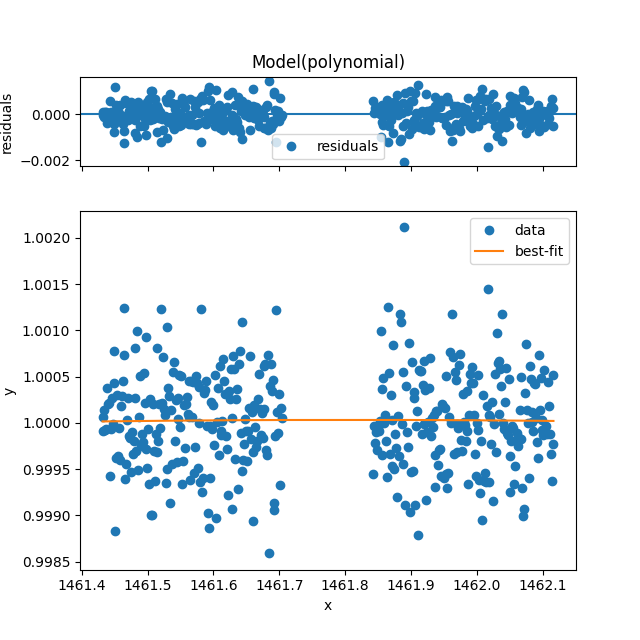 Model(polynomial)
residuals
0.000
−0.002
residuals
y
1.0020
1.0015
1.0010
1.0005
1.0000
0.9995
0.9990
0.9985
data
best-fit
1461.4 1461.5 1461.6 1461.7 1461.8 1461.9 1462.0 1462.1
x